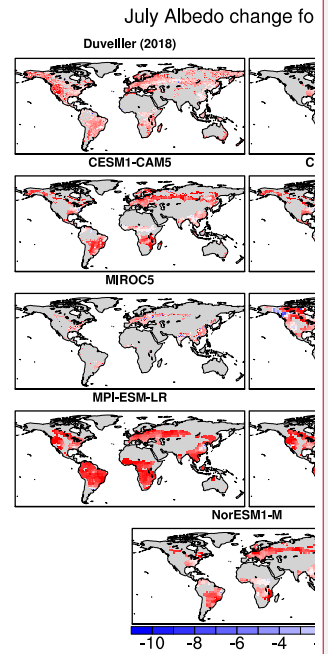 July Albedo change fo
Duveiller (2018)
CESM1-CAM5
C
MIROC5
MPI-ESM-LR
NorESM1-M
-10 -8 -6 -4